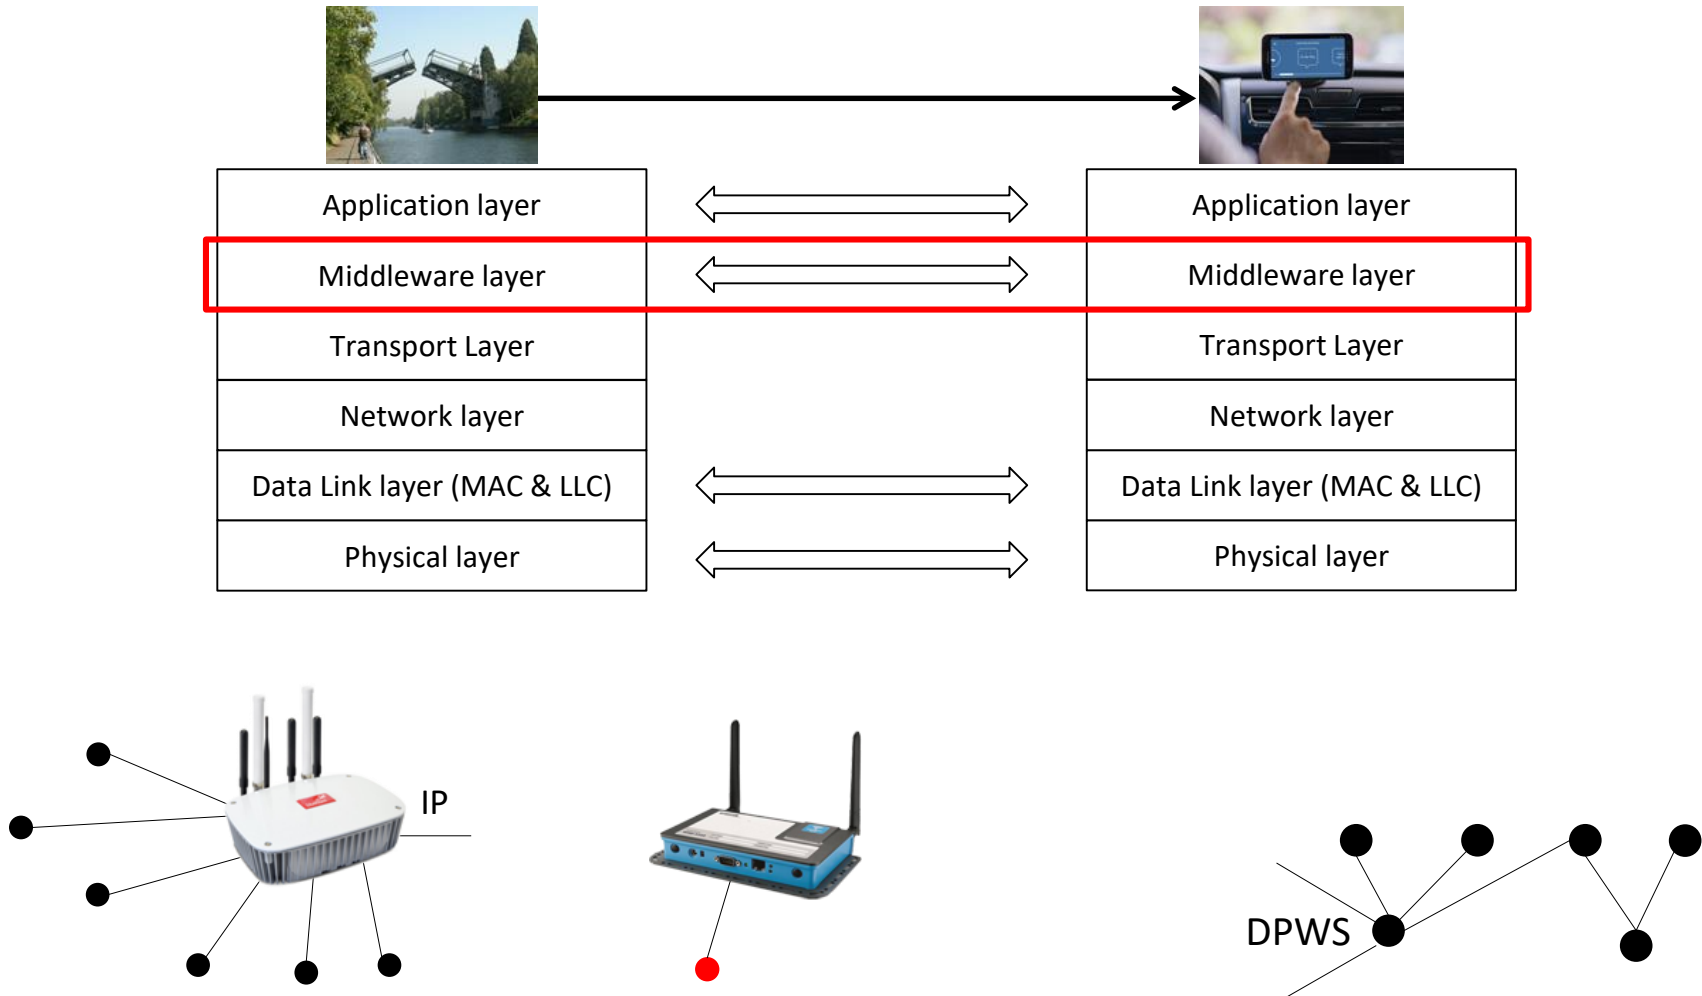 Application layer
Application layer
Middleware layer
Middleware layer
Transport Layer
Transport Layer
Network layer
Network layer
Data Link layer (MAC & LLC)
Data Link layer (MAC & LLC)
Physical layer
Physical layer
IP
DPWS